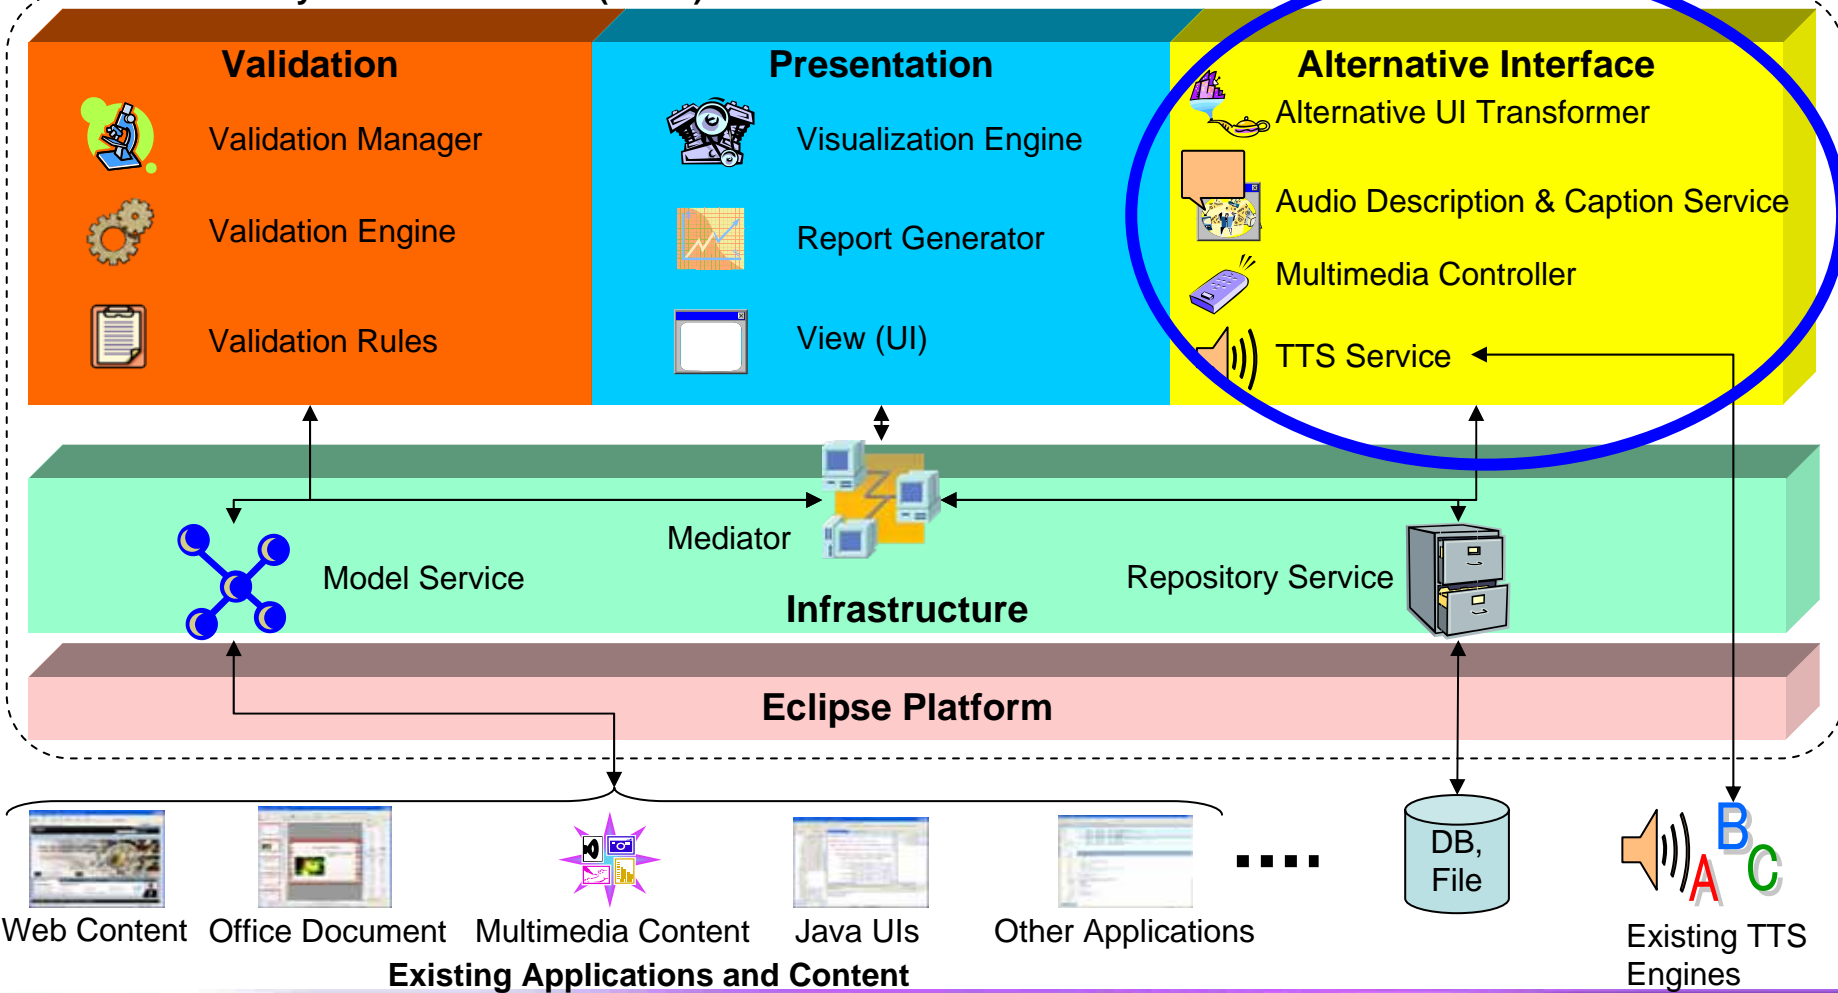 Validation
Validation Manager
Validation Engine
Validation Rules
Presentation
Visualization Engine
Report Generator
View (UI)
Alternative Interface
Alternative UI Transformer
Audio Description & Caption Service
Multimedia Controller
TTS Service
Mediator
Model Service
Repository Service
Infrastructure
Eclipse Platform
DB,
File
A B C
Web Content
Office Document
Multimedia Content
Java UIs
Other Applications
Existing TTS
Engines
Existing Applications and Content